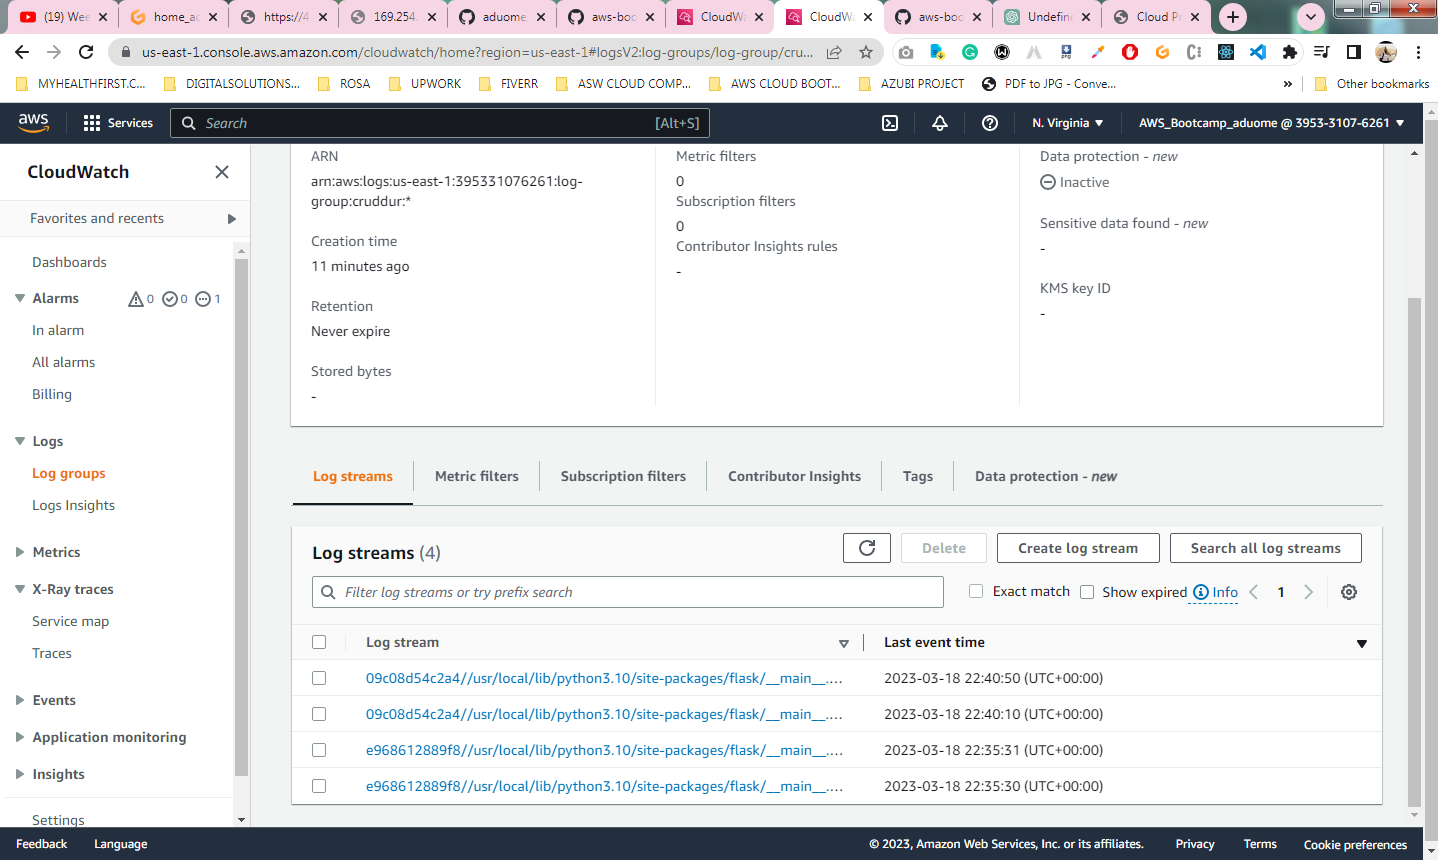 (19) Wee
home_ac
https://4
169.254.
aduome
aws-boo
CloudWa
CloudWa
aws-boo
Undefine
Cloud Pr
us-east-1.console.aws.amazon.com/cloudwatch/home?region=us-east-1#logsV2:log-groups/log-group/cru...
MYHEALTHFIRST.C...
DIGITALSOLUTIONS...
ROSA
UPWORK
FIVERR
ASW CLOUD COMP...
AWS CLOUD BOOT...
AZUBI PROJECT
PDF to JPG - Conve...
»
Other bookmarks
aws
Services
Search
[Alt+S]
N. Virginia
AWS_Bootcamp_aduome @ 3953-3107-6261
CloudWatch
Favorites and recents
Dashboards
Alarms
0
0
1
In alarm
All alarms
Billing
Logs
Log groups
Logs Insights
Metrics
X-Ray traces
Service map
Traces
Events
Application monitoring
Insights
Settings
ARN
arn:aws:logs:us-east-1:395331076261:log-
group:cruddur:*
Creation time
11 minutes ago
Retention
Never expire
Stored bytes
-
Metric filters
0
Subscription filters
0
Contributor Insights rules
-
Data protection - new
Inactive
Sensitive data found - new
-
KMS key ID
-
Log streams
Metric filters
Subscription filters
Contributor Insights
Tags
Data protection - new
Log streams (4)
Delete
Create log stream
Search all log streams
Filter log streams or try prefix search
Exact match
Show expired
Info
1
Log stream
Last event time
09c08d54c2a4//usr/local/lib/python3.10/site-packages/flask/__main__....
2023-03-18 22:40:50 (UTC+00:00)
09c08d54c2a4//usr/local/lib/python3.10/site-packages/flask/__main__....
2023-03-18 22:40:10 (UTC+00:00)
e968612889f8//usr/local/lib/python3.10/site-packages/flask/__main__....
2023-03-18 22:35:31 (UTC+00:00)
e968612889f8//usr/local/lib/python3.10/site-packages/flask/__main__....
2023-03-18 22:35:30 (UTC+00:00)
Feedback
Language
© 2023, Amazon Web Services, Inc. or its affiliates.
Privacy
Terms
Cookie preferences